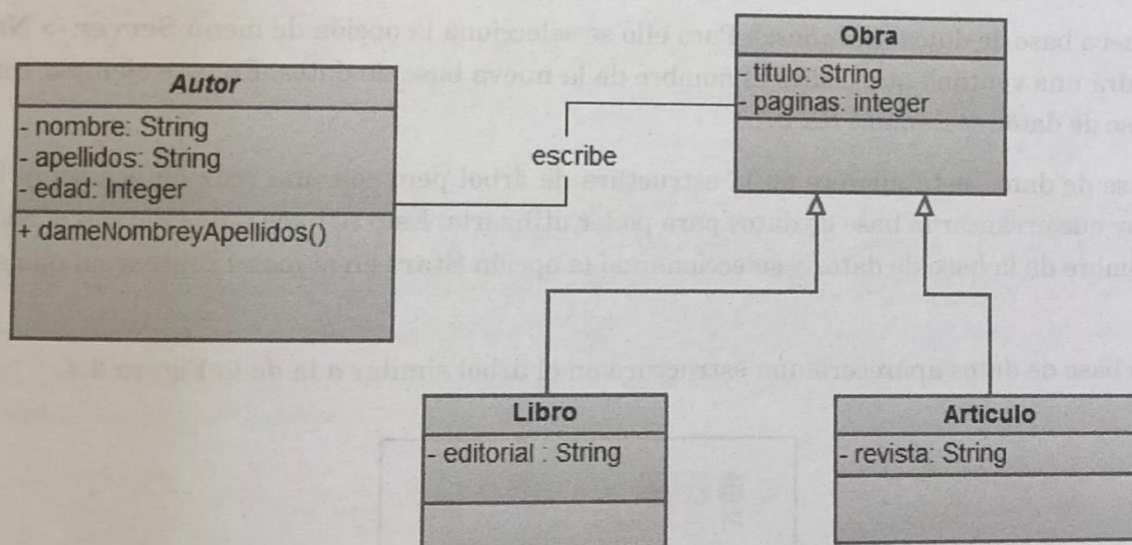 Autor
- nombre: String
- apellidos: String
- edad: Integer
+ dameNombreyApellidos()
escribe
Obra
- titulo: String
- paginas: integer
Libro
- editorial : String
Articulo
- revista: String